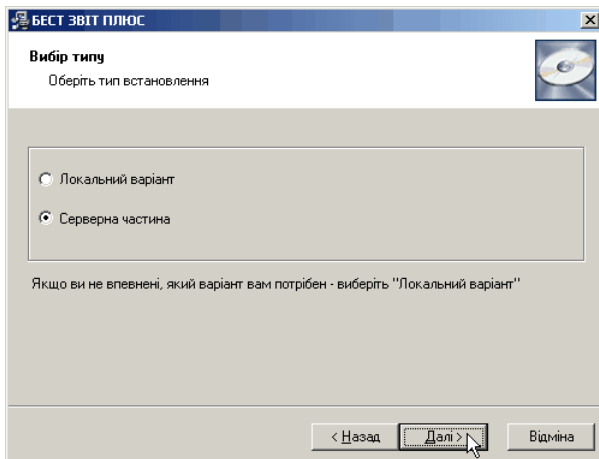 БЕСТ ЗВІТ ПЛЮС
Вибір типу
Оберіть тип встановлення
Локальний варіант
Серверна частина
Якщо ви не впевнені, який варіант вам потрібен - виберіть "Локальний варіант"
< Назад
Далі >
Відміна